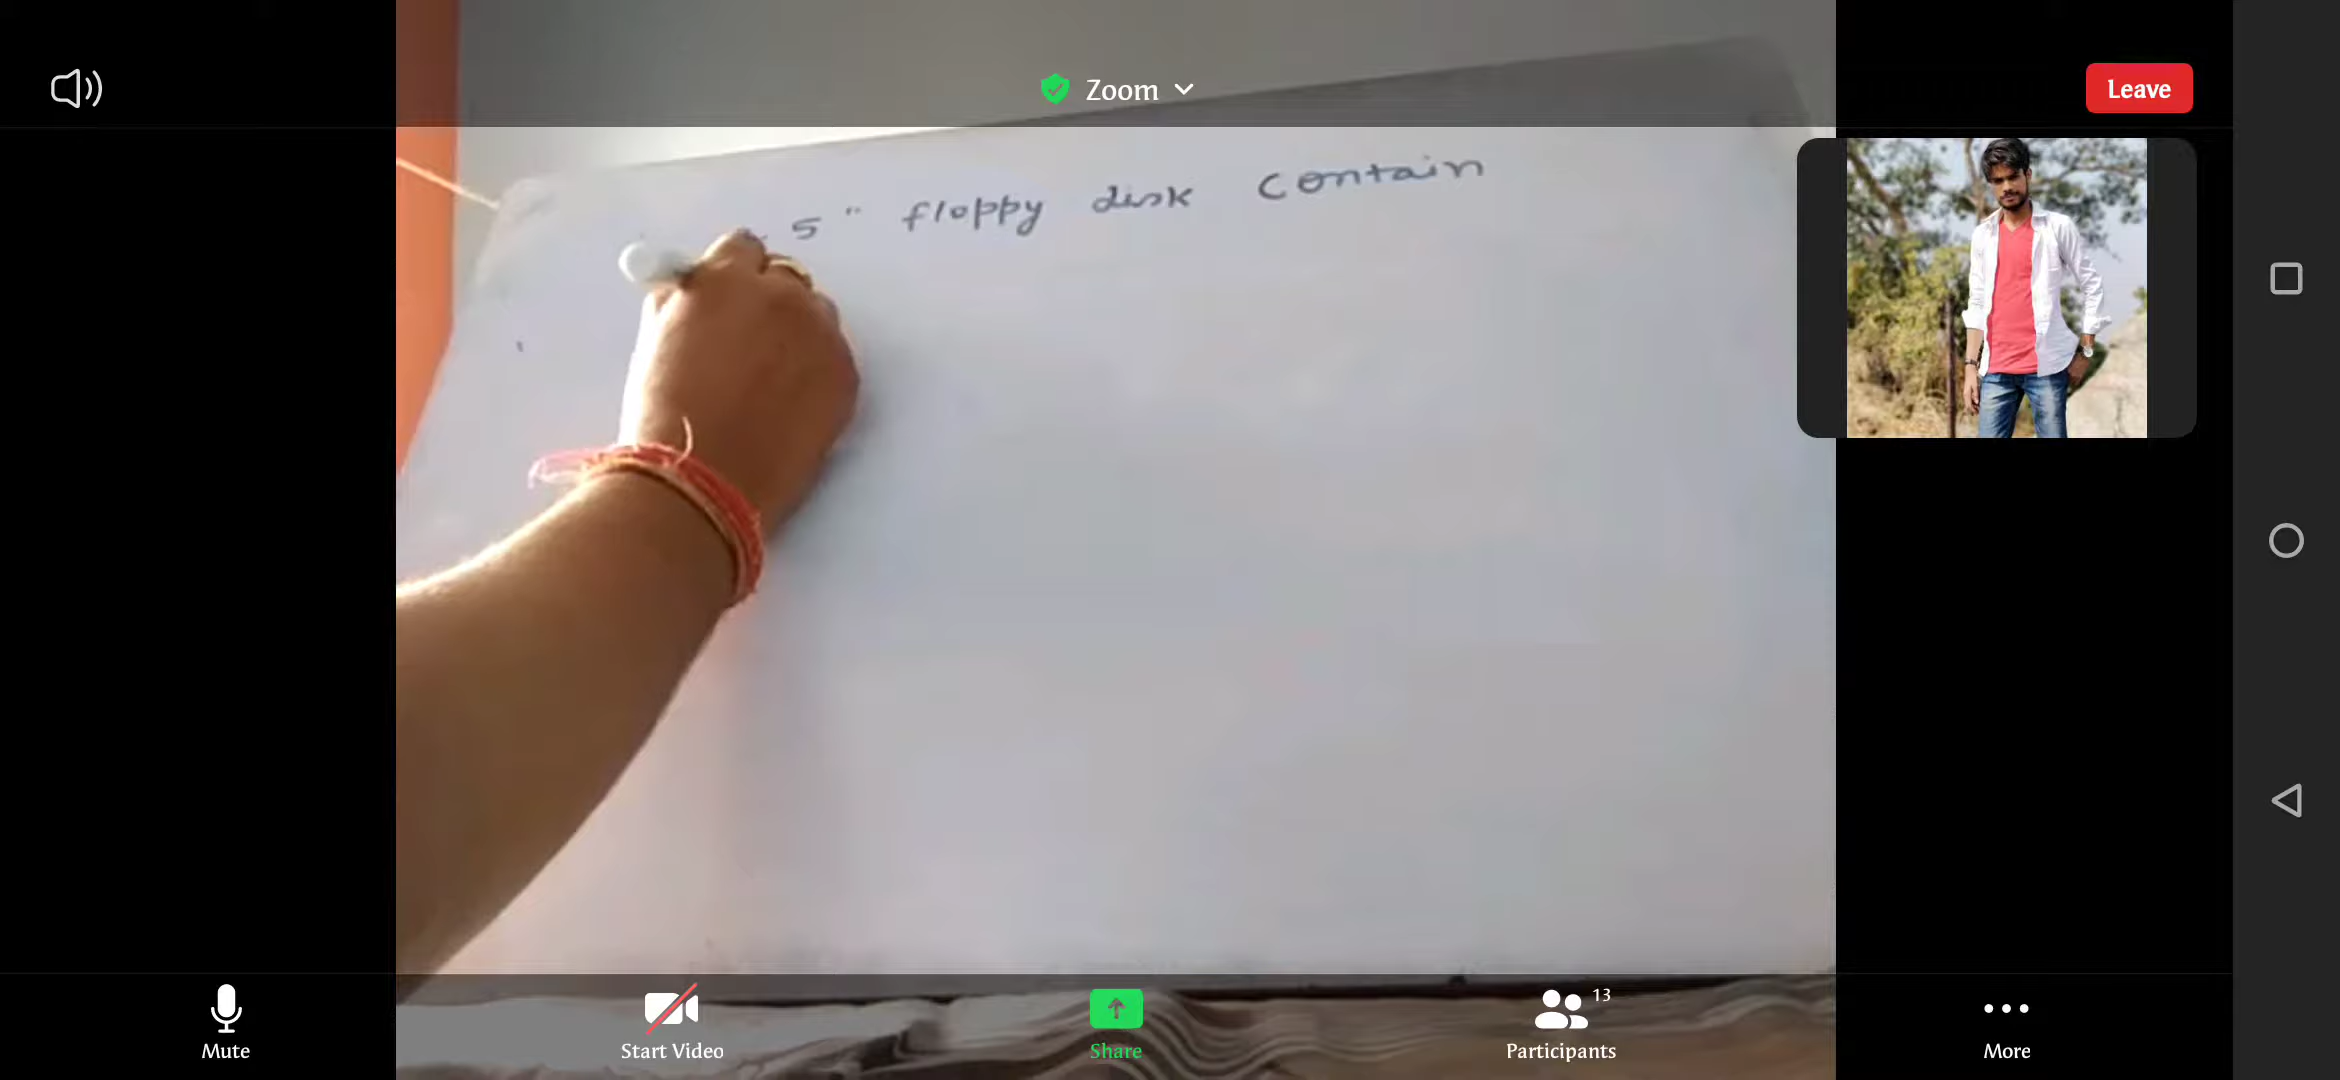 Zoom
Leave
5" floppy disk contain
Mute
Start Video
Share
13
Participants
More